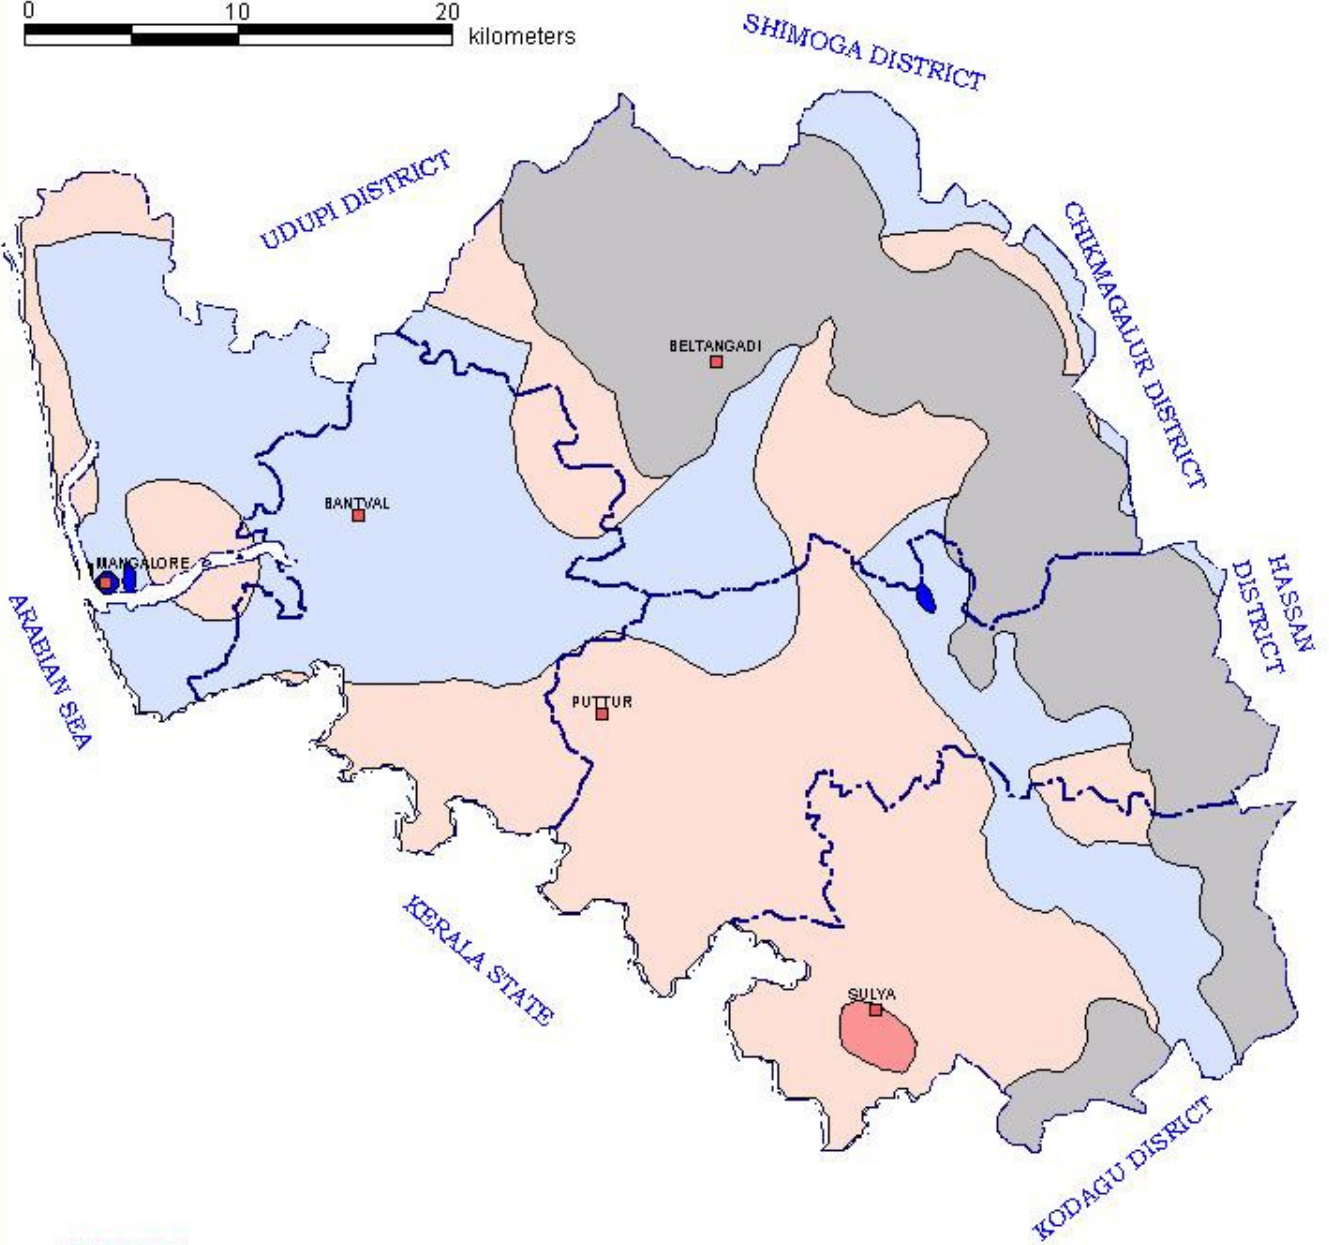 0 10 20
kilometers
SHIMOGA DISTRICT
UDUPI DISTRICT
CHIKMAGALUR DISTRICT
BELTANGADI
BANTVAL
MANGALORE
HASSAN
DISTRICT
ARABIAN SEA
PUTTUR
KERALA STATE
SULYA
KODAGU DISRICT